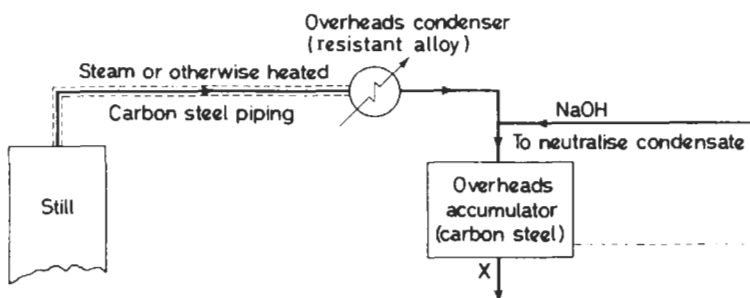 Overheads condenser
(resistant alloy)
Steam or otherwise heated
Carbon steel piping
NaOH
To neutralise condensate
Still
Overheads
accumulator
(carbon steel)
X